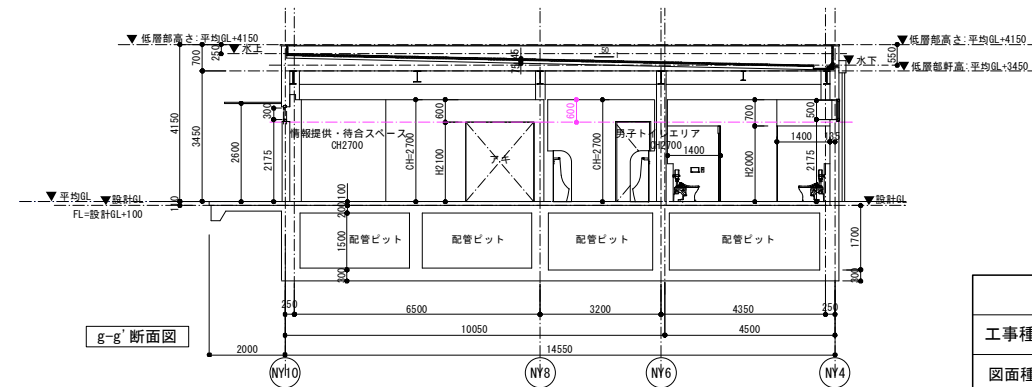 ▼ 低層部高さ:平均GL+4150
▼ 水上
▼ 低層部高さ:平均GL+4150
▼ 水下
▼ 低層部軒高:平均GL+3450
700
250
45
50
550
4150
3450
2600
300
2175
情報提供・待合スペース
CH2700
CH=2700
600
H2100
アキ
600
CH=2700
男子トイレエリア
CH2700
1400
700
H2000
1400
500
2175
135
▼ 平均GL
▼設計GL
FL=設計GL+100
100
200
1500
300
▼設計GL
1700
300
配管ピット
配管ピット
配管ピット
配管ピット
250
6500
3200
4350
250
10050
4500
2000
14550
g-g' 断面図
NY10
NY8
NY6
NY4
工事種
図面種